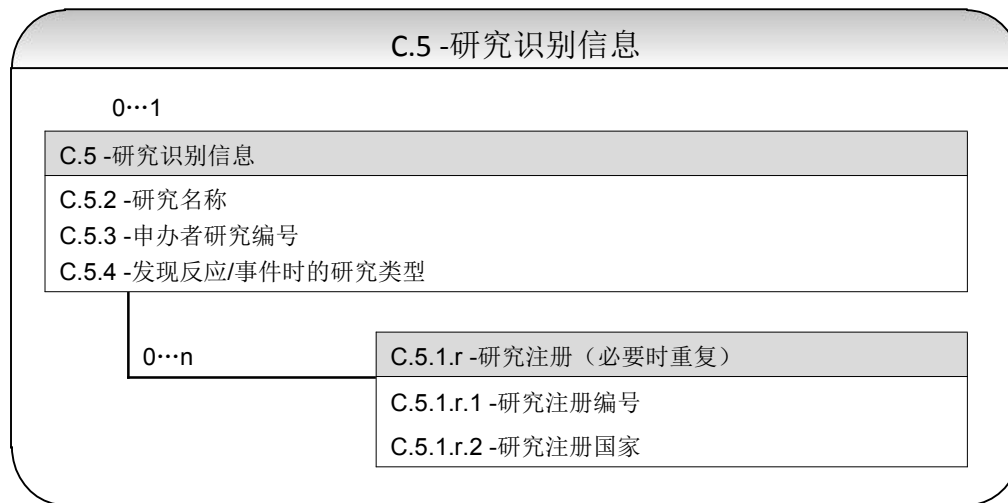 C.5 -研究识别信息
0…1
C.5 -研究识别信息
C.5.2 -研究名称
C.5.3 -申办者研究编号
C.5.4 -发现反应/事件时的研究类型
0…n
C.5.1.r -研究注册（必要时重复）
C.5.1.r.1 -研究注册编号
C.5.1.r.2 -研究注册国家